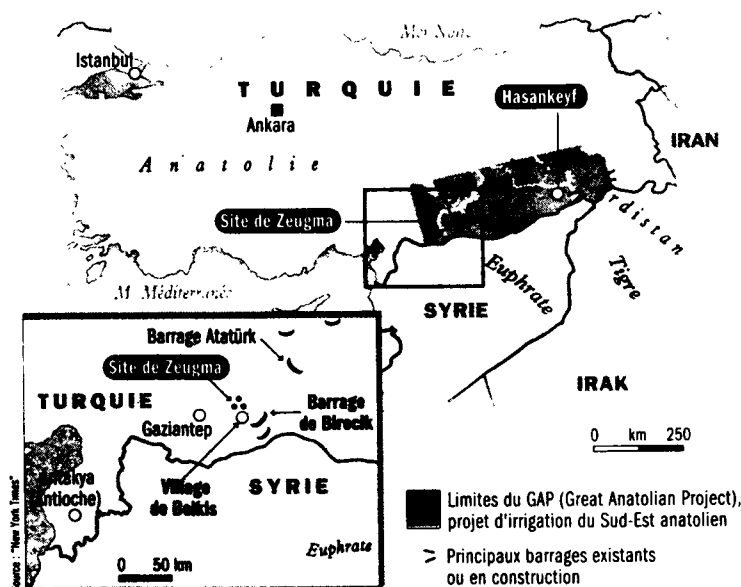 Mer Noire
Istanbul
TURQUIE
Ankara
Hasankeyf
IRAN
Anatolie
Site de Zeugma
Tigre
Euphrate
M. Méditerranée
SYRIE
IRAK
0 km 250
Barrage Atatürk
Site de Zeugma
TURQUIE
Gaziantep
Barrage
de Birecik
Village
de Belkis
SYRIE
(Antioche)
Euphrate
0 50 km
Source : "New York Times"
Limites du GAP (Great Anatolian Project),
projet d'irrigation du Sud-Est anatolien
Principaux barrages existants
ou en construction